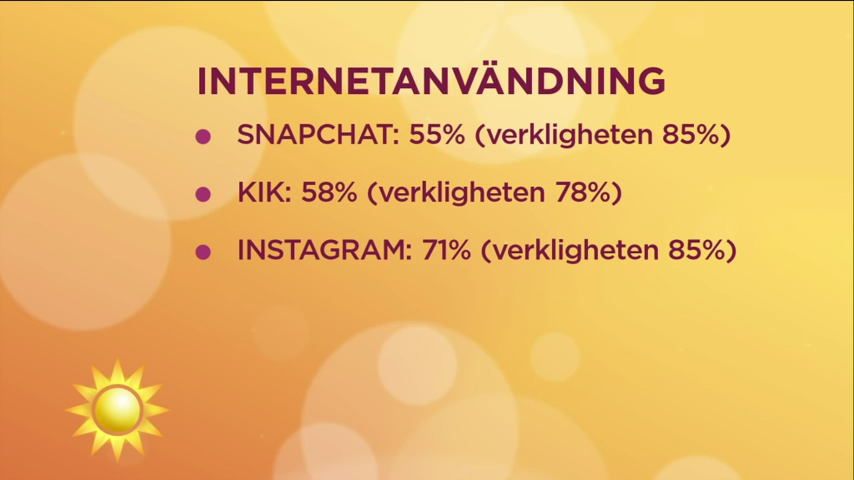 INTERNETANVÄNDNING
SNAPCHAT: 55% (verkligheten 85%)
KIK: 58% (verkligheten 78%)
INSTAGRAM: 71% (verkligheten 85%)